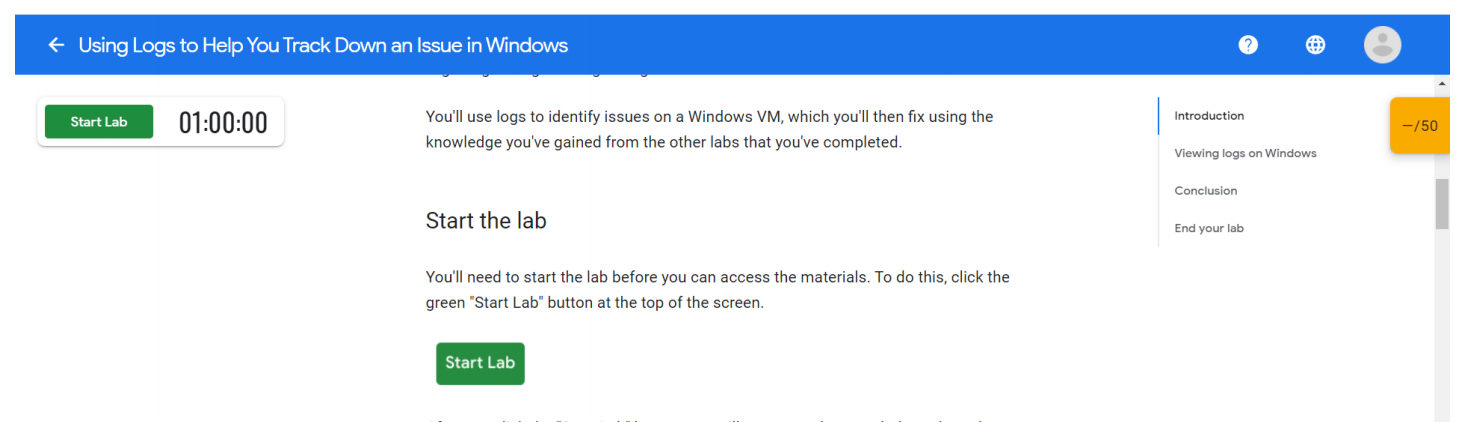 Using Logs to Help You Track Down an Issue in Windows
?
Start Lab
01:00:00
You'll use logs to identify issues on a Windows VM, which you'll then fix using the
knowledge you've gained from the other labs that you've completed.
Start the lab
You'll need to start the lab before you can access the materials. To do this, click the
green "Start Lab" button at the top of the screen.
Start Lab
Introduction
Viewing logs on Windows
Conclusion
End your lab
–/50